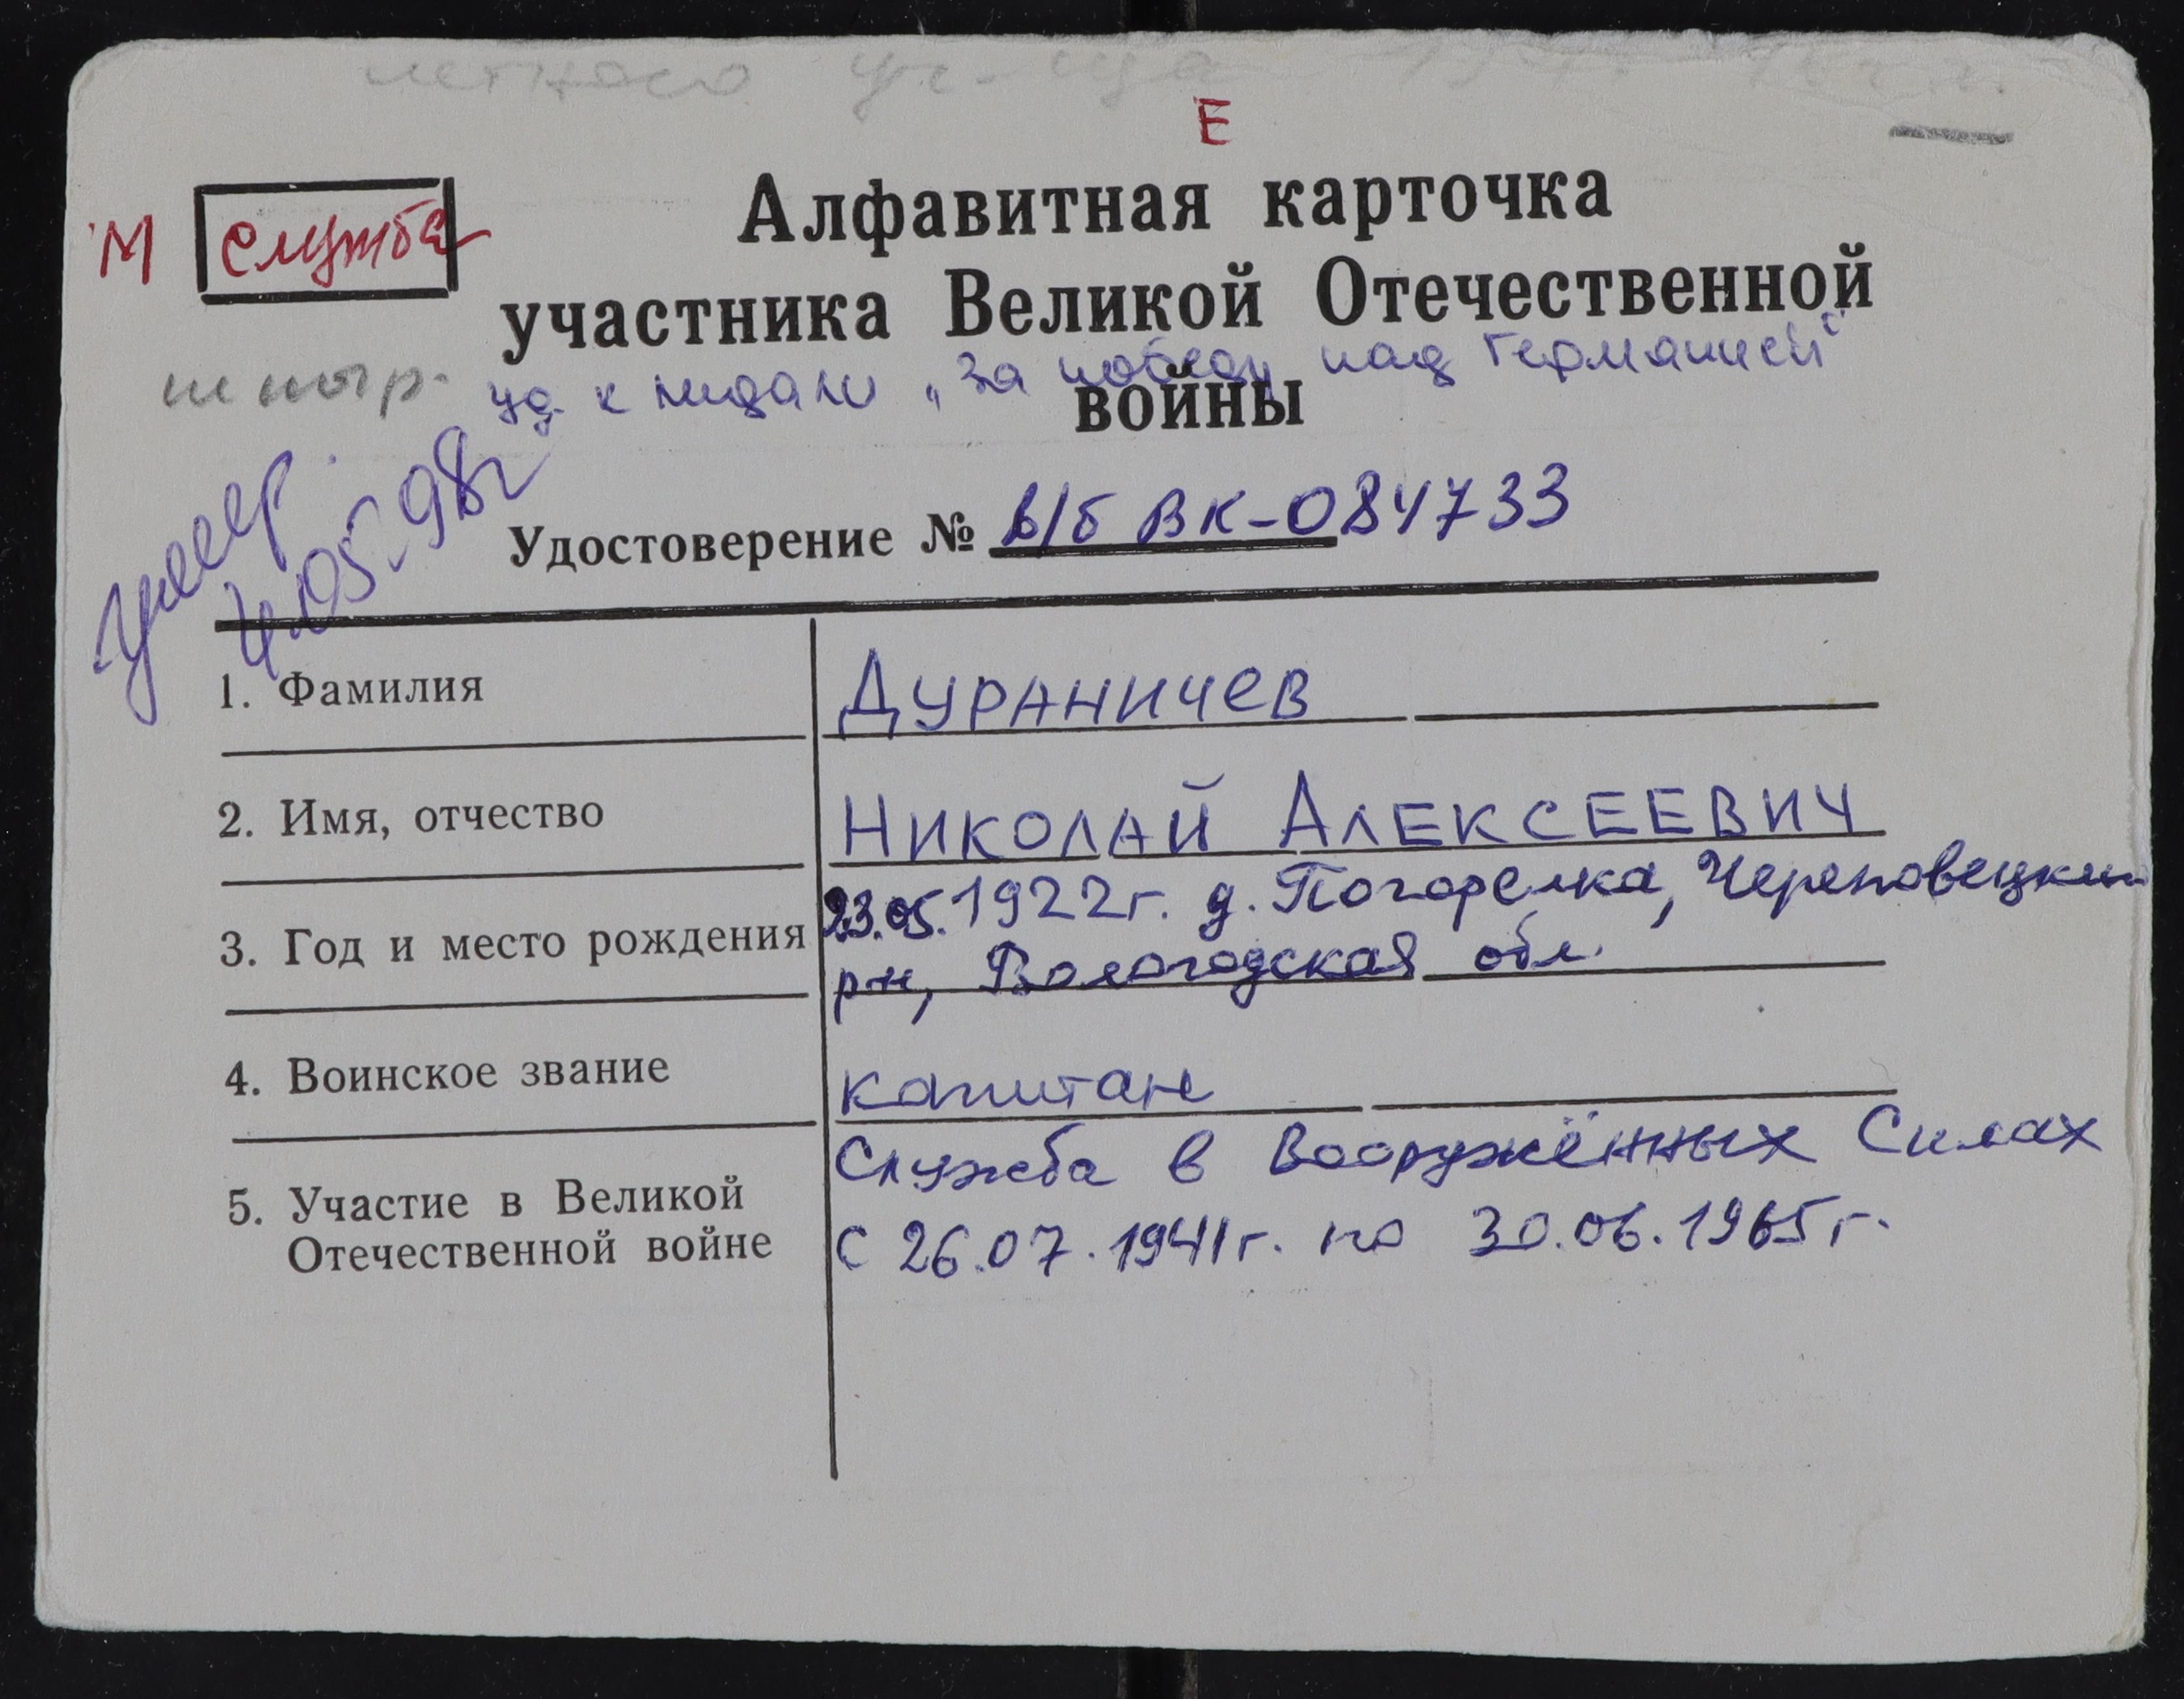 летного уч-ща
Е
М Служба
Алфавитная карточка
участника Великой Отечественной
уд. к медали „За победу над Германией“
войны
умер
4.05.98г
Удостоверение № в/б ВК-084733
1. Фамилия Дураничев
2. Имя, отчество Николай Алексеевич
3. Год и место рождения 23.05.1922г. д. Погорелка, Череповецкий
р-н, Вологодская обл.
4. Воинское звание капитан
5. Участие в Великой Служба в Вооружённых Силах
Отечественной войне с 26.07.1941г. по 30.06.1965г.